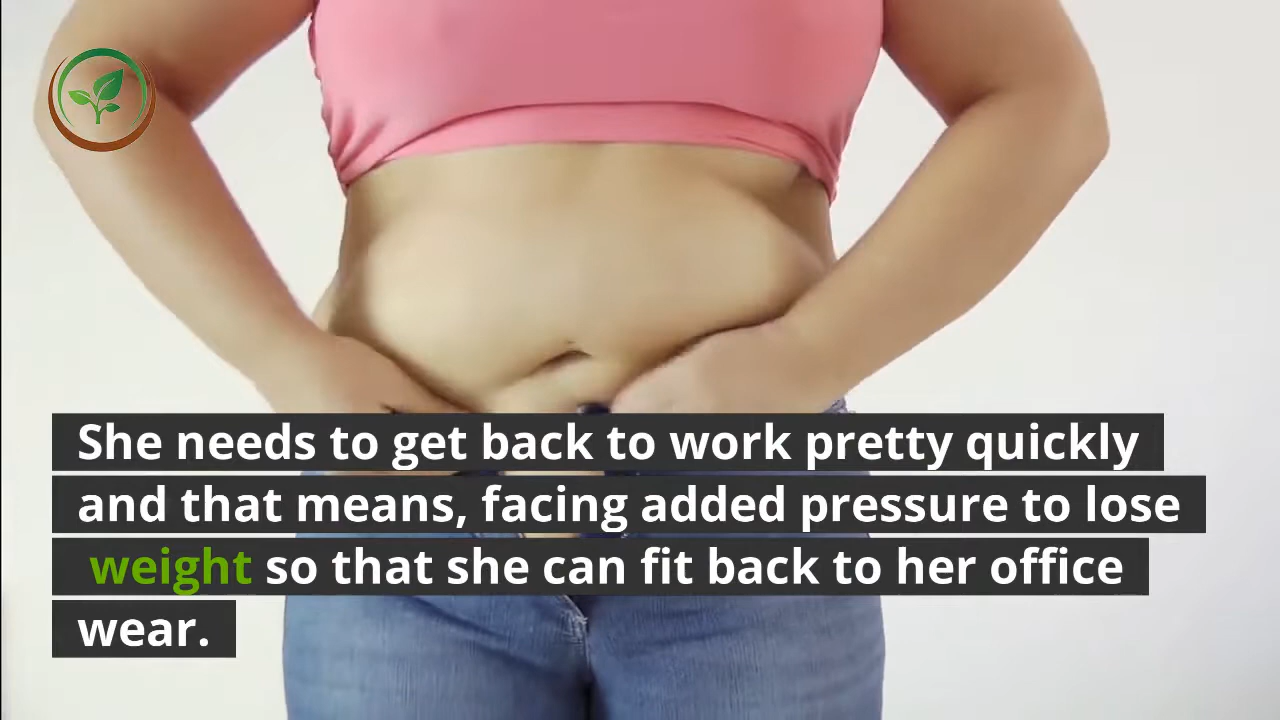 She needs to get back to work pretty quickly
and that means, facing added pressure to lose
weight so that she can fit back to her office
wear.